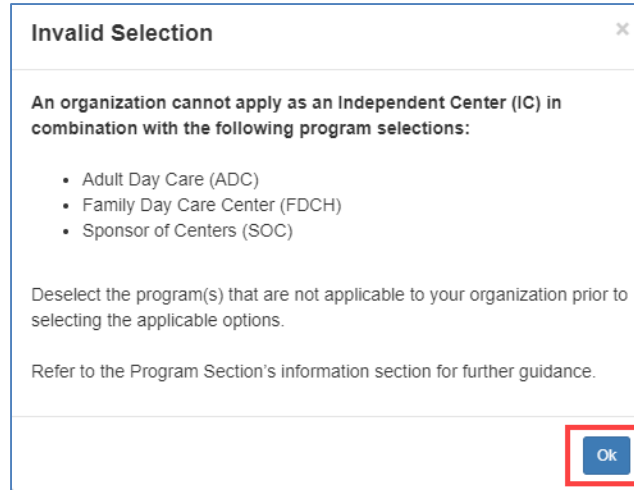 Invalid Selection ×
An organization cannot apply as an Independent Center (IC) in
combination with the following program selections:
• Adult Day Care (ADC)
• Family Day Care Center (FDCH)
• Sponsor of Centers (SOC)
Deselect the program(s) that are not applicable to your organization prior to
selecting the applicable options.
Refer to the Program Section's information section for further guidance.
Ok